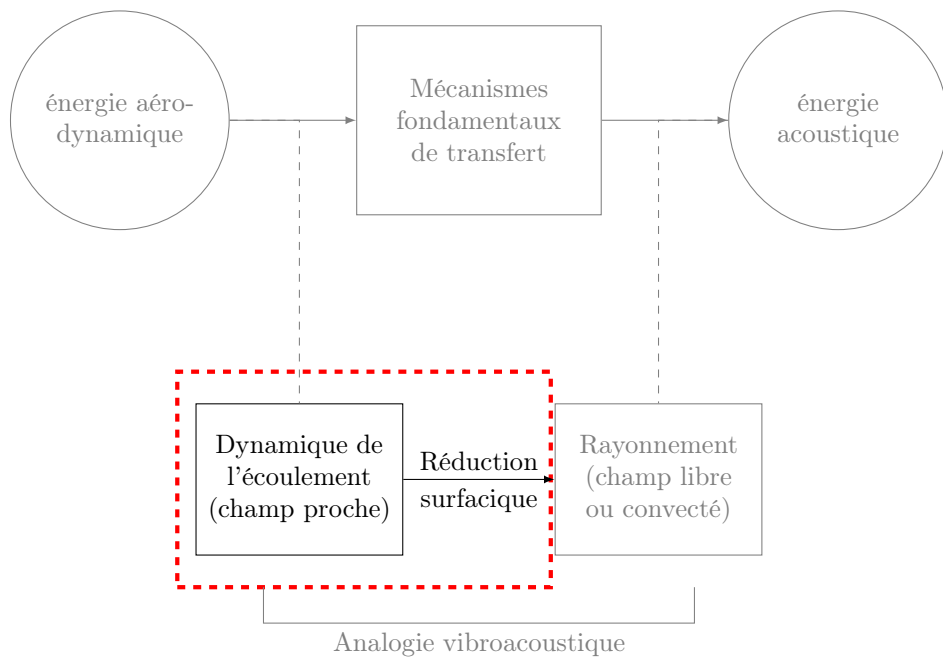 énergie aéro-
dynamique
Mécanismes
fondamentaux
de transfert
énergie
acoustique
Dynamique de
l'écoulement
(champ proche)
Réduction
surfacique
Rayonnement
(champ libre
ou convecté)
Analogie vibroacoustique